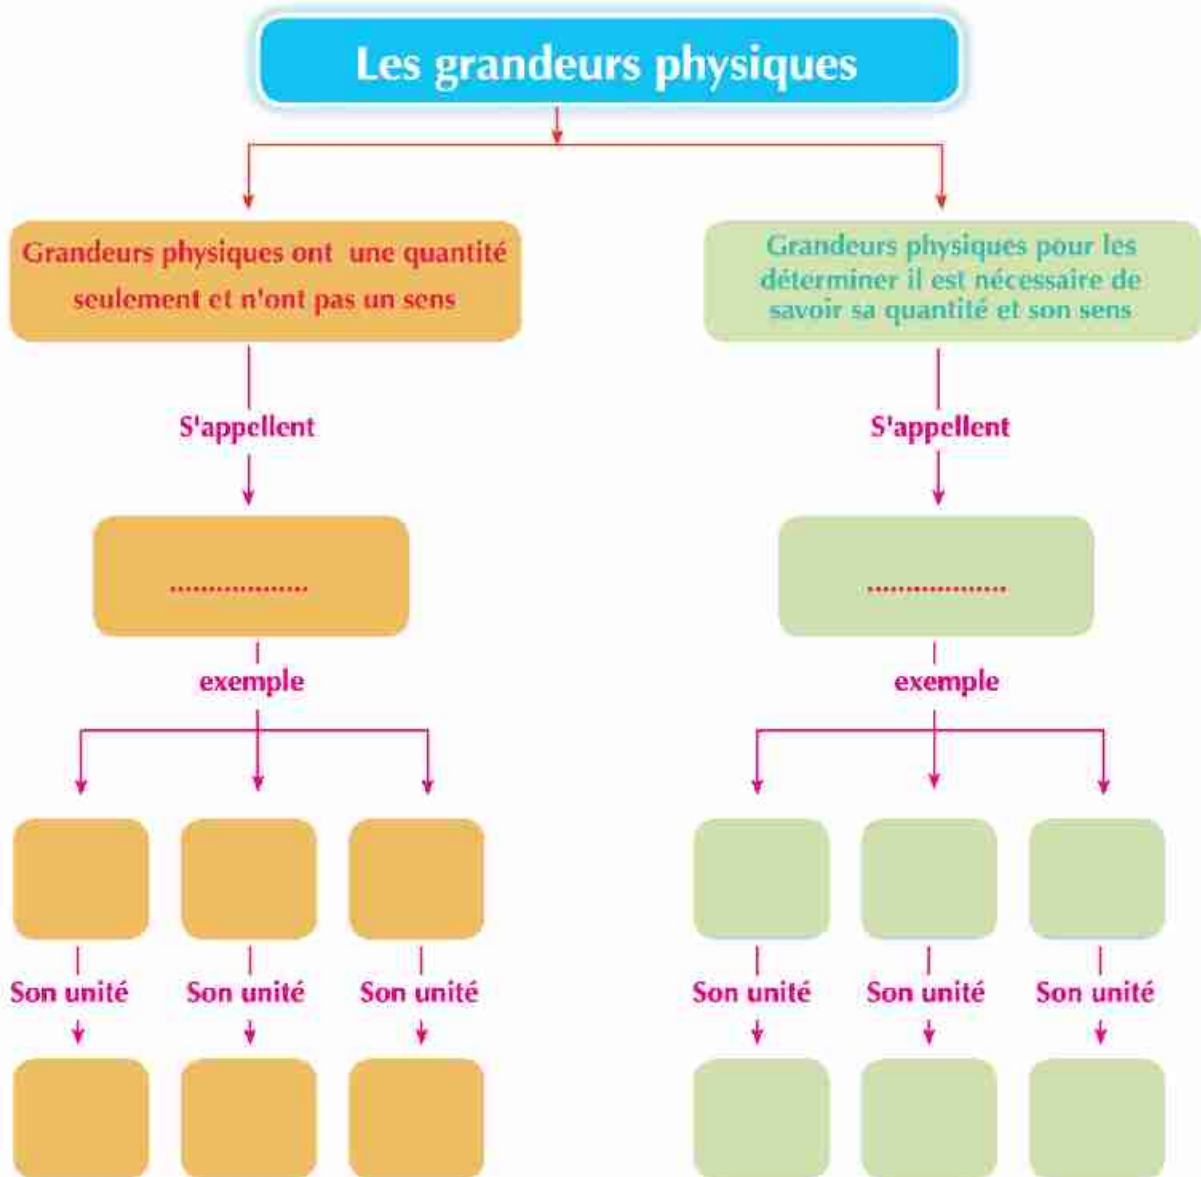 Les grandeurs physiques
Grandeurs physiques ont une quantité
seulement et n'ont pas un sens
Grandeurs physiques pour les
déterminer il est nécessaire de
savoir sa quantité et son sens
S'appellent
S'appellent
..................
..................
exemple
exemple
Son unité
Son unité
Son unité
Son unité
Son unité
Son unité